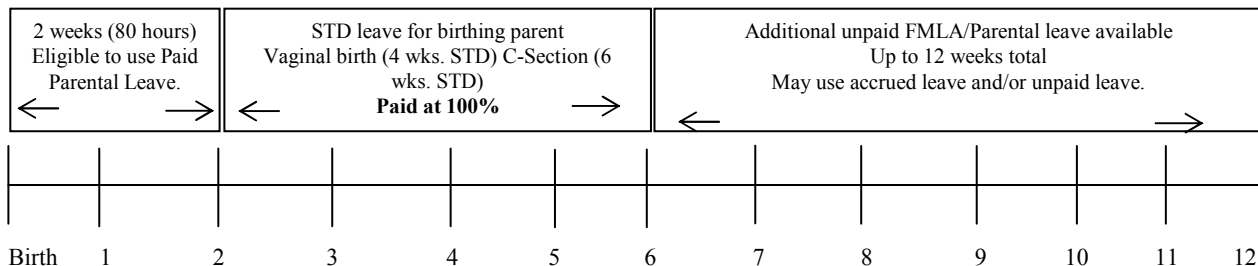 2 weeks (80 hours)
Eligible to use Paid
Parental Leave.
STD leave for birthing parent
Vaginal birth (4 wks. STD) C-Section (6
wks. STD)
Paid at 100%
Additional unpaid FMLA/Parental leave available
Up to 12 weeks total
May use accrued leave and/or unpaid leave.
Birth 1 2 3 4 5 6 7 8 9 10 11 12